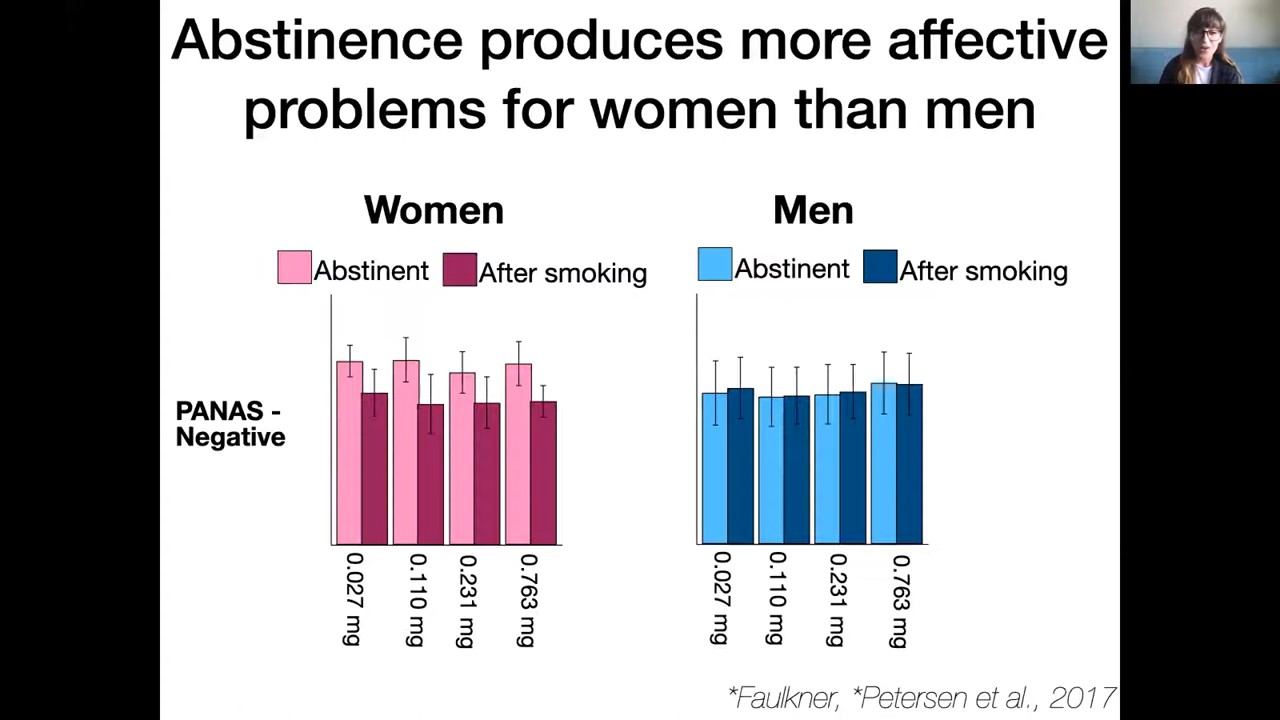 Abstinence produces more affective
problems for women than men
Women
Abstinent
After smoking
Men
Abstinent
After smoking
PANAS -
Negative
0.027 mg
0.110 mg
0.231 mg
0.763 mg
0.027 mg
0.110 mg
0.231 mg
0.763 mg
*Faulkner, *Petersen et al., 2017